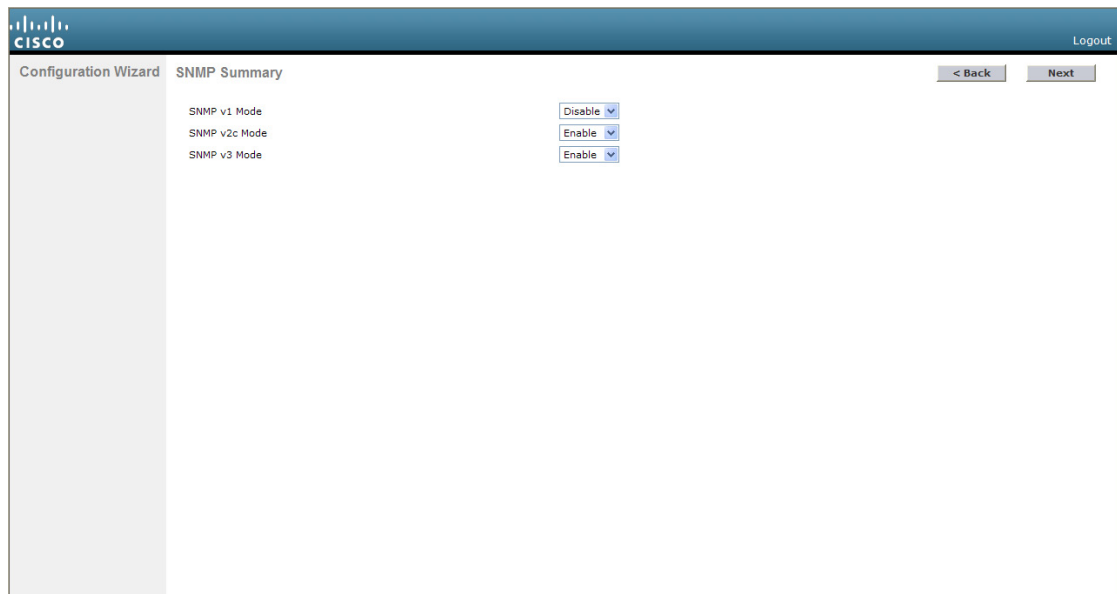 CISCO
Logout
Configuration Wizard
SNMP Summary
< Back
Next
SNMP v1 Mode Disable
SNMP v2c Mode Enable
SNMP v3 Mode Enable